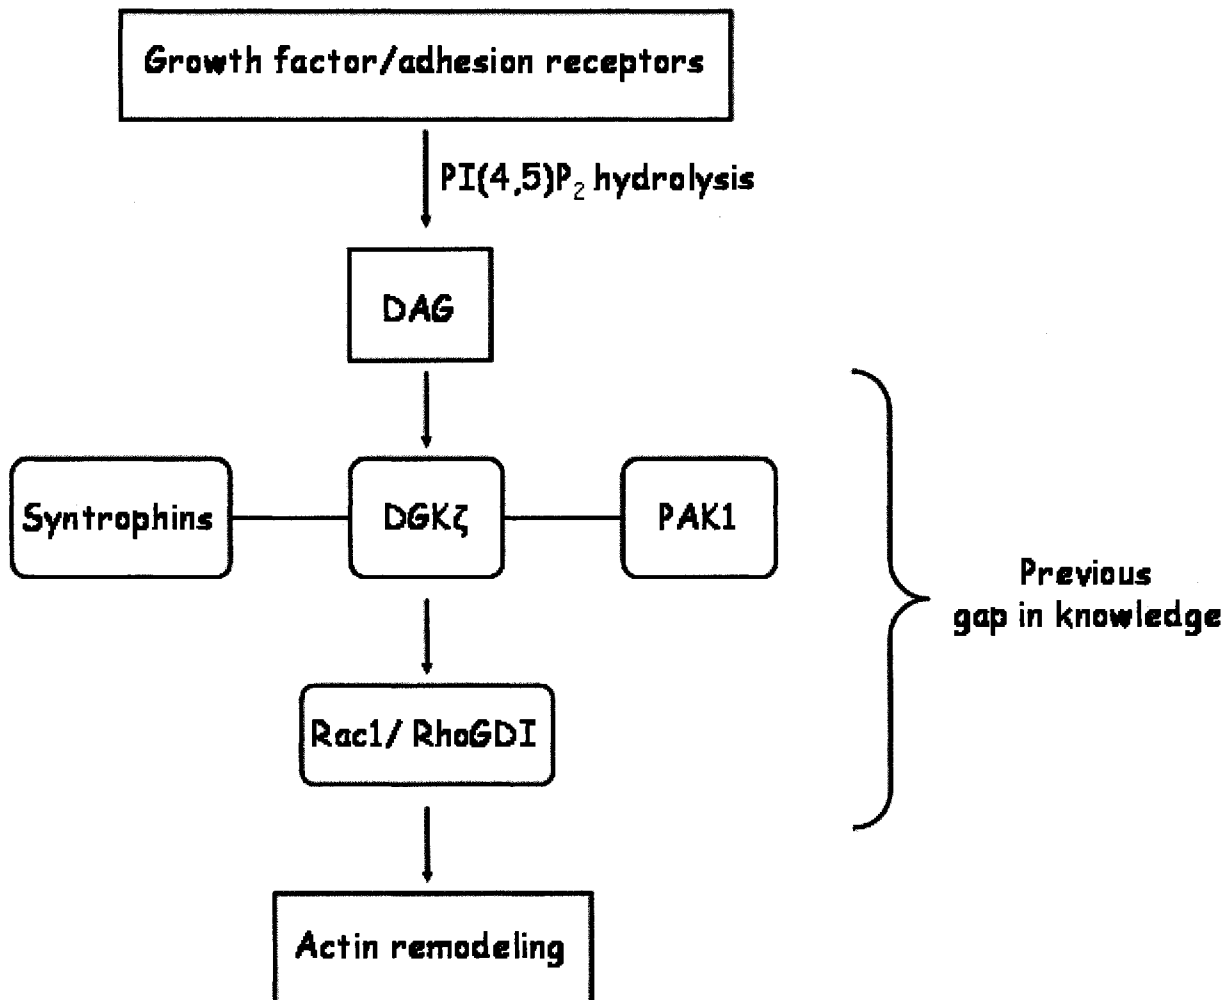 Growth factor/adhesion receptors
PI(4,5)P₂ hydrolysis
DAG
Syntrophins
DGKζ
PAK1
Previous
gap in knowledge
Rac1/ RhoGDI
Actin remodeling